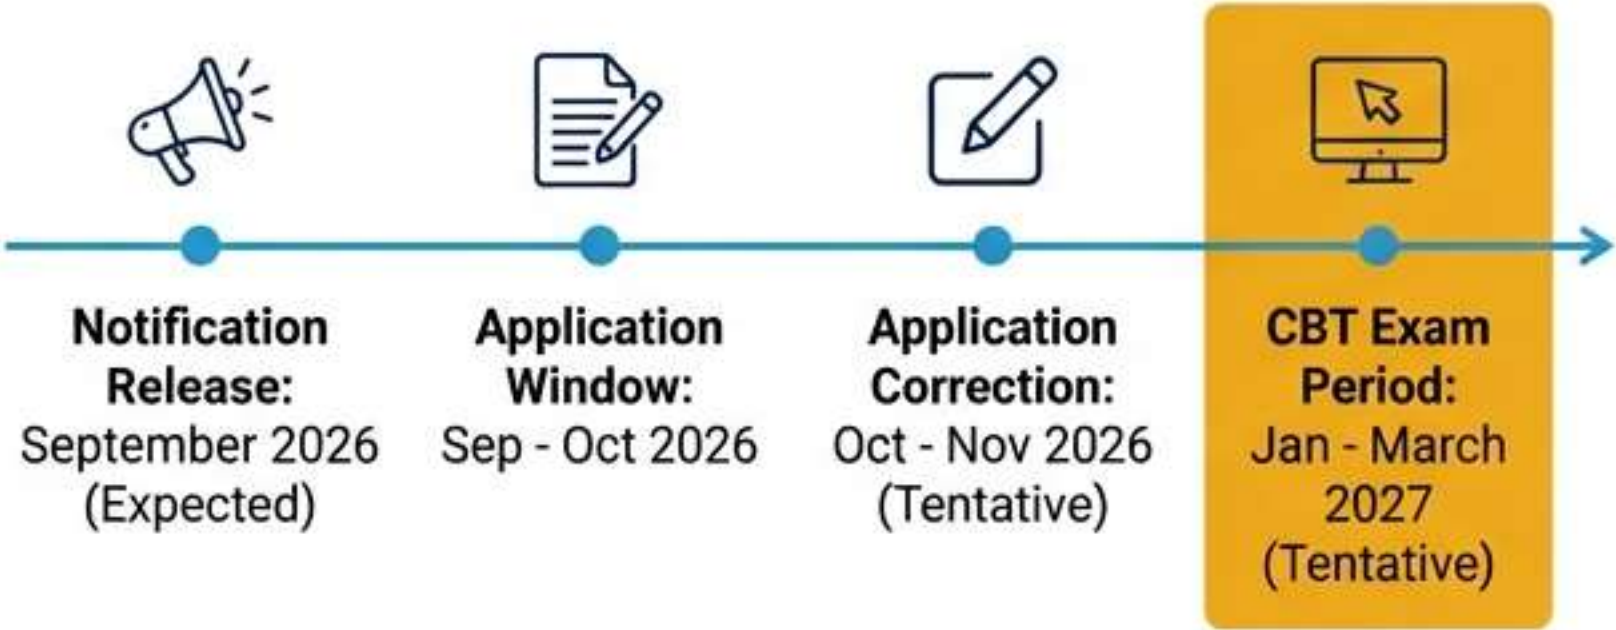 Notification
Release:
September 2026
(Expected)
Application
Window:
Sep - Oct 2026
Application
Correction:
Oct - Nov 2026
(Tentative)
CBT Exam
Period:
Jan - March
2027
(Tentative)